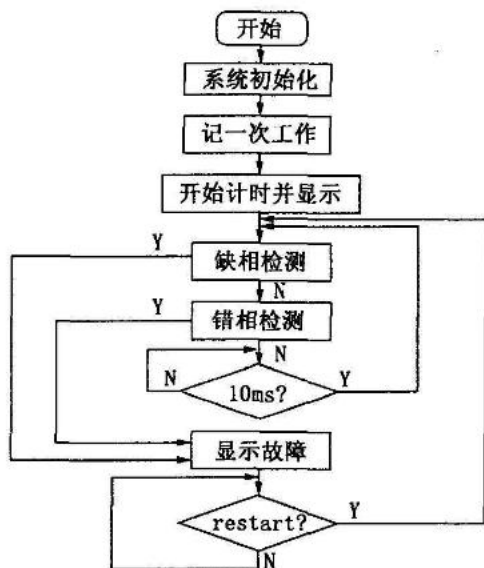 开始
系统初始化
记一次工作
开始计时并显示
Y
缺相检测
N
Y
错相检测
N
N
10ms?
Y
显示故障
restart?
Y
N